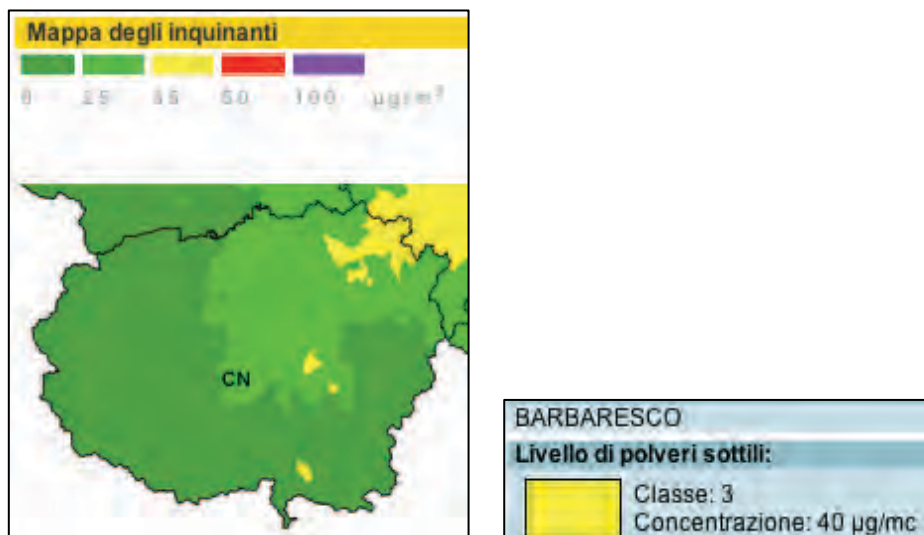 Mappa degli inquinanti
0 25 35 50 100 µg/m³
CN
BARBARESCO
Livello di polveri sottili:
Classe: 3
Concentrazione: 40 µg/mc